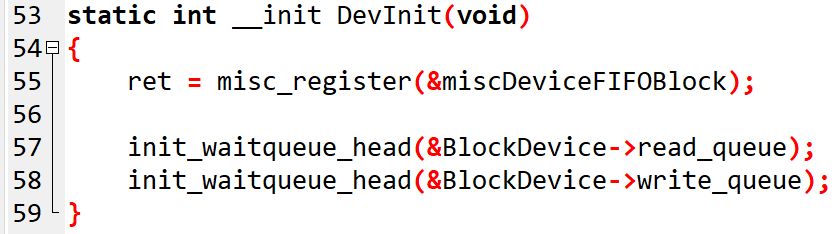 53 static int __init DevInit(void)
54 {
55     ret = misc_register(&miscDeviceFIFOBlock);
56
57     init_waitqueue_head(&BlockDevice->read_queue);
58     init_waitqueue_head(&BlockDevice->write_queue);
59 }